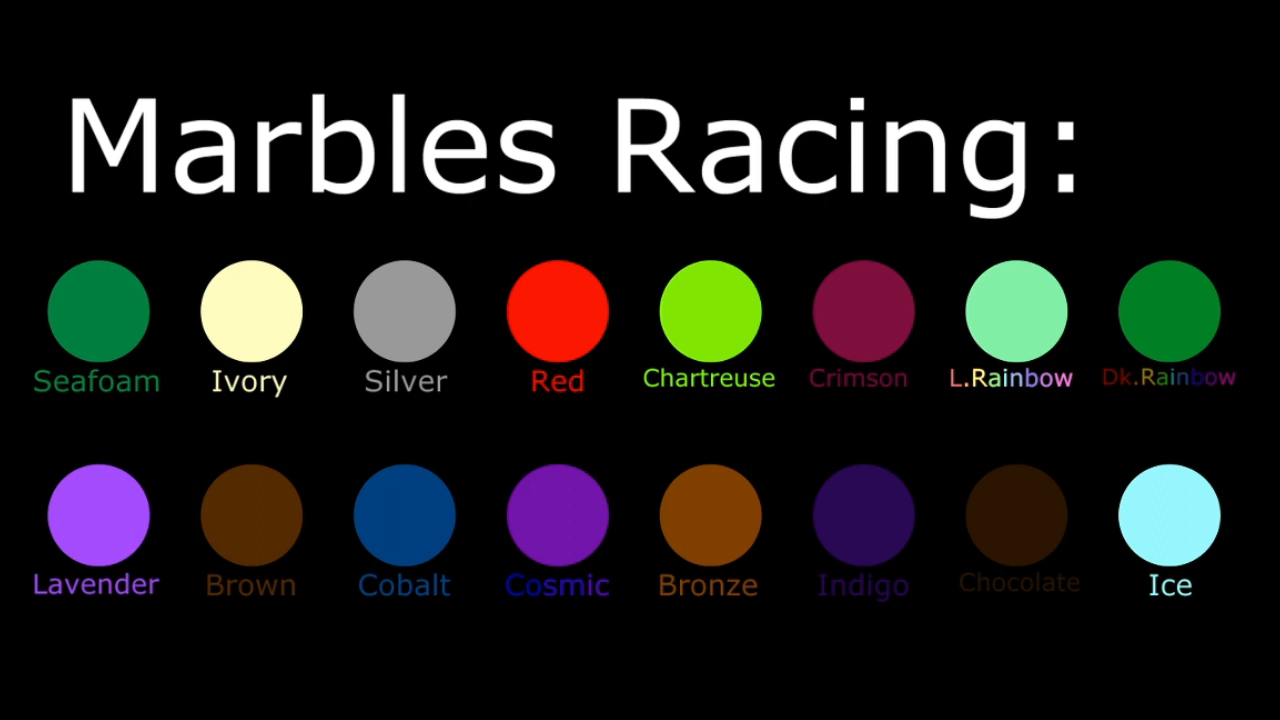 Marbles Racing:
Seafoam Ivory Silver Red Chartreuse Crimson L.Rainbow Dk.Rainbow
Lavender Brown Cobalt Cosmic Bronze Indigo Chocolate Ice